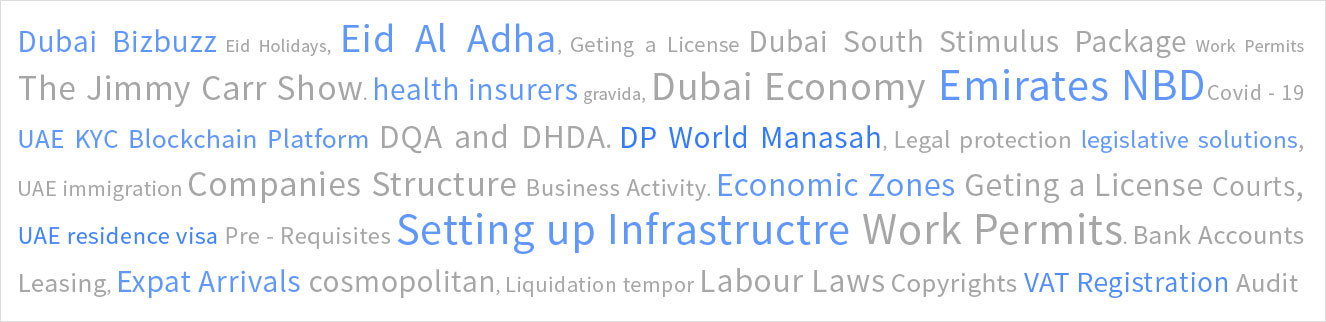 Dubai Bizbuzz Eid Holidays, Eid Al Adha, Geting a License Dubai South Stimulus Package Work Permits
The Jimmy Carr Show. health insurers gravida, Dubai Economy Emirates NBD Covid - 19
UAE KYC Blockchain Platform DQA and DHDA. DP World Manasah, Legal protection legislative solutions,
UAE immigration Companies Structure Business Activity. Economic Zones Geting a License Courts,
UAE residence visa Pre - Requisites Setting up Infrastructre Work Permits. Bank Accounts
Leasing, Expat Arrivals cosmopolitan, Liquidation tempor Labour Laws Copyrights VAT Registration Audit